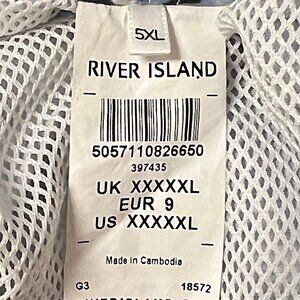 5XL
RIVER ISLAND
5057110826650
397435
UK XXXXXL
EUR 9
US XXXXXL
Made in Cambodia
G3 18572